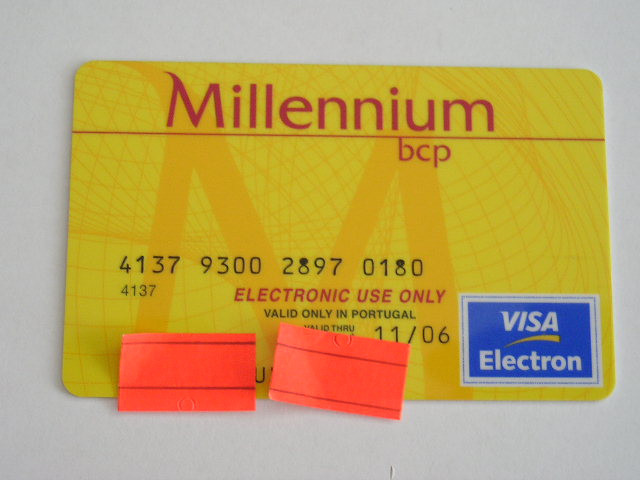 Millennium
bcp
4137 9300 2897 0180
4137
ELECTRONIC USE ONLY
VALID ONLY IN PORTUGAL
VALID THRU 11/06
VISA
Electron